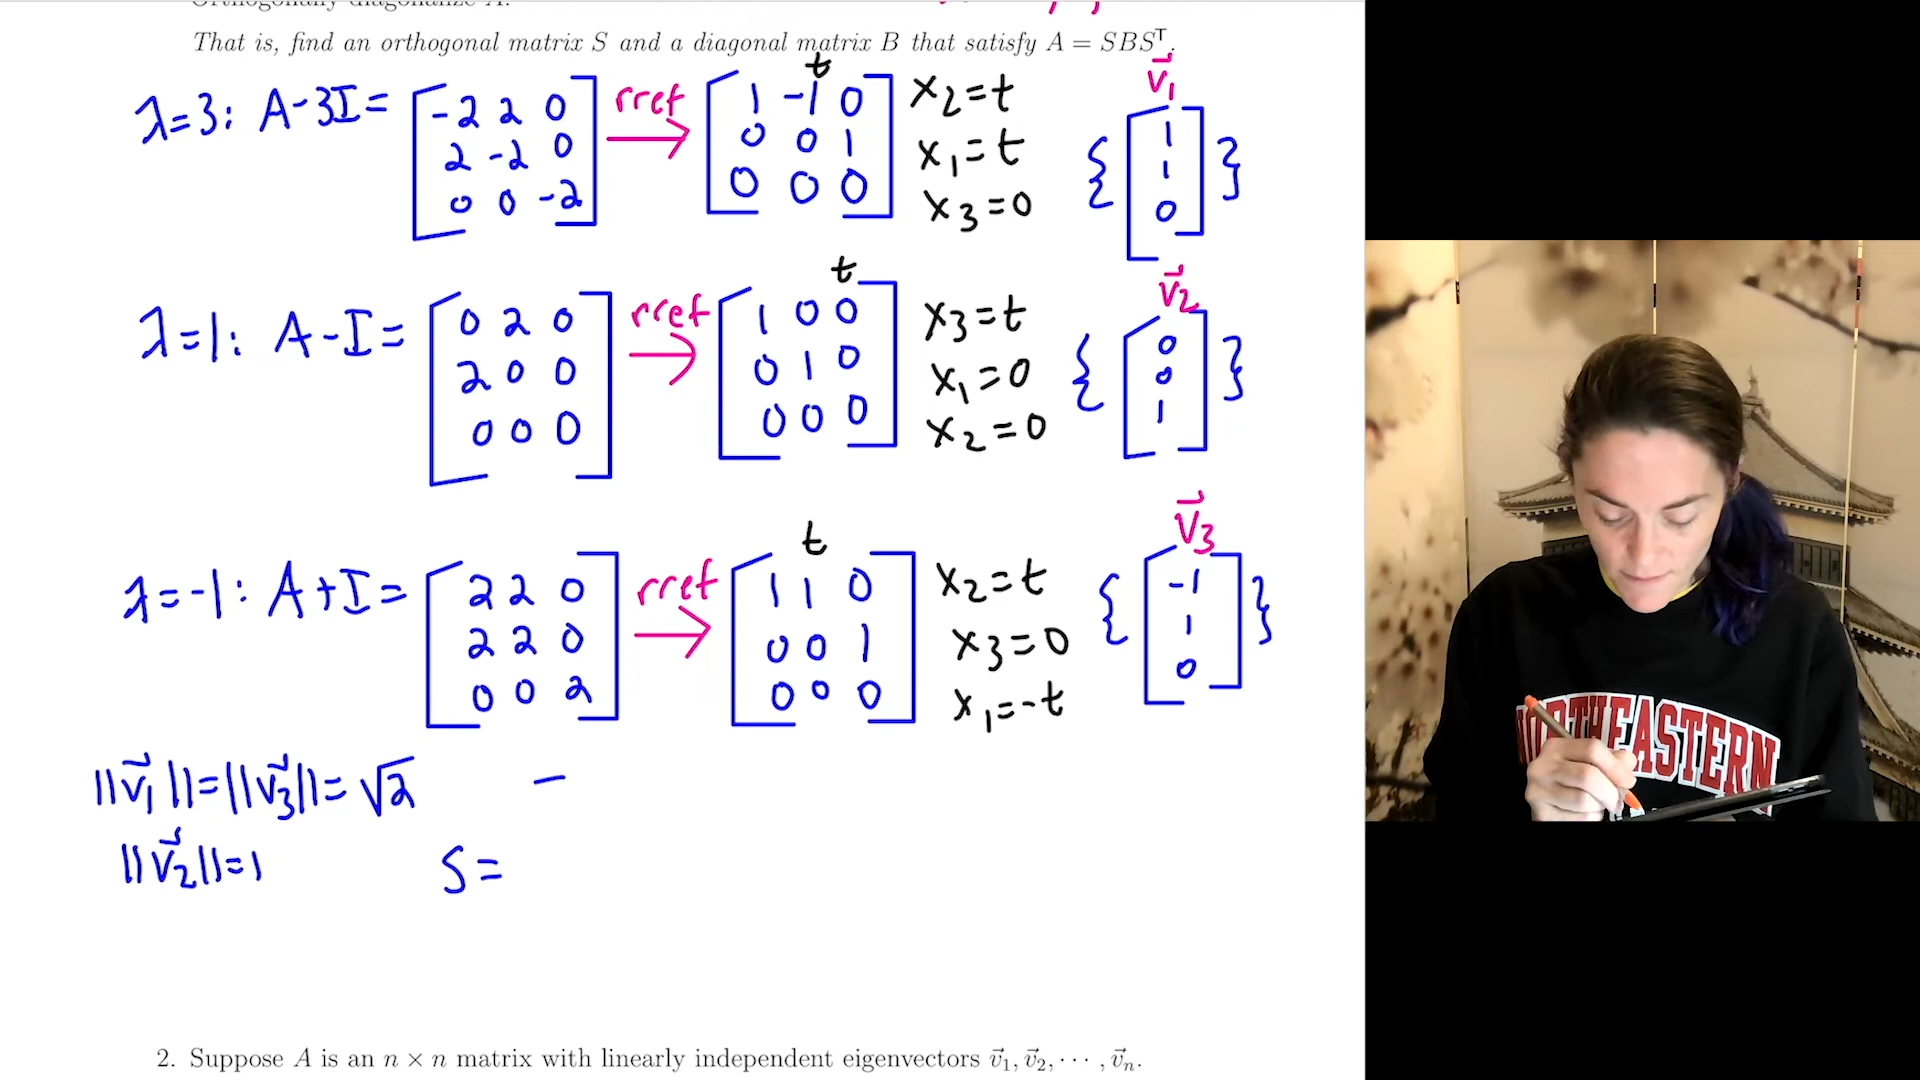 Orthogonally diagonalize A.
That is, find an orthogonal matrix S and a diagonal matrix B that satisfy A = SBSᵀ.
λ=3: A-3I= [-2 2 0; 2 -2 0; 0 0 -2] rref → t [1 -1 0; 0 0 1; 0 0 0] x₂=t x₁=t x₃=0 v⃗₁ {[1; 1; 0]}
λ=1: A-I= [0 2 0; 2 0 0; 0 0 0] rref → t [1 0 0; 0 1 0; 0 0 0] x₃=t x₁=0 x₂=0 v⃗₂ {[0; 0; 1]}
λ=-1: A+I= [2 2 0; 2 2 0; 0 0 2] rref → t [1 1 0; 0 0 1; 0 0 0] x₂=t x₃=0 x₁=-t v⃗₃ {[-1; 1; 0]}
||v⃗₁||=||v⃗₃||=√2 –
||v⃗₂||=1 S=
2. Suppose A is an n × n matrix with linearly independent eigenvectors v⃗₁, v⃗₂, ⋯ , v⃗ₙ.
NORTHEASTERN